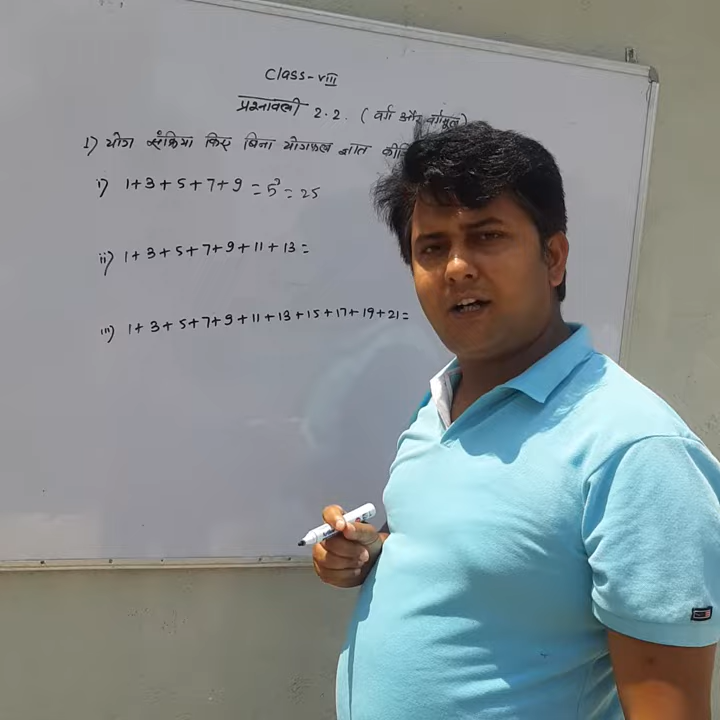 Class-VIII
प्रश्नावली 2.2. (वर्ग और वर्गमूल)
1) योग संक्रिया किए बिना योगफल ज्ञात
i) 1+3+5+7+9 = 5² = 25
ii) 1+3+5+7+9+11+13=
iii) 1+3+5+7+9+11+13+15+17+19+21=